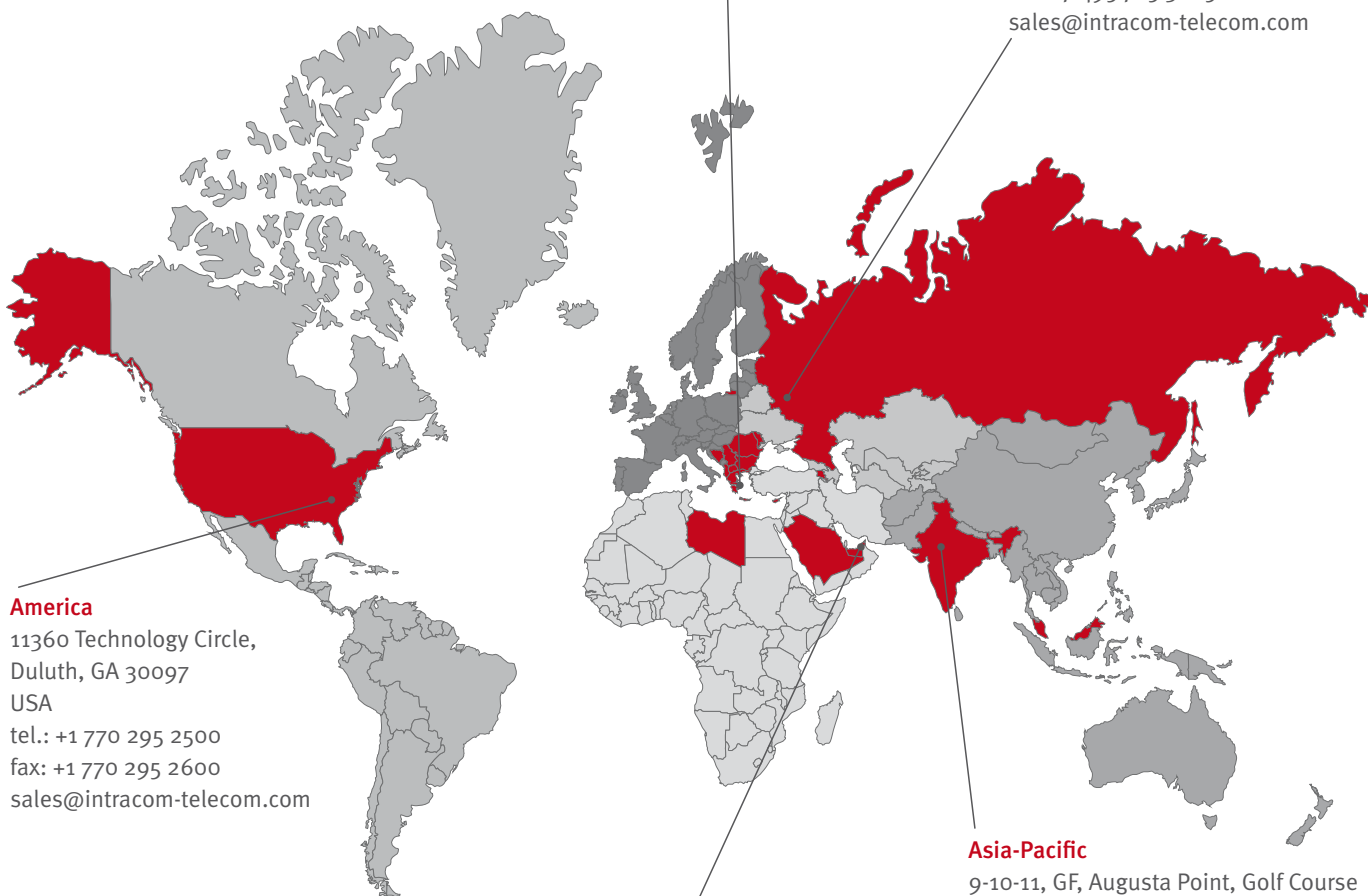 sales@intracom-telecom.com
America
11360 Technology Circle,
Duluth, GA 30097
USA
tel.: +1 770 295 2500
fax: +1 770 295 2600
sales@intracom-telecom.com
Asia-Pacific
9-10-11, GF, Augusta Point, Golf Course